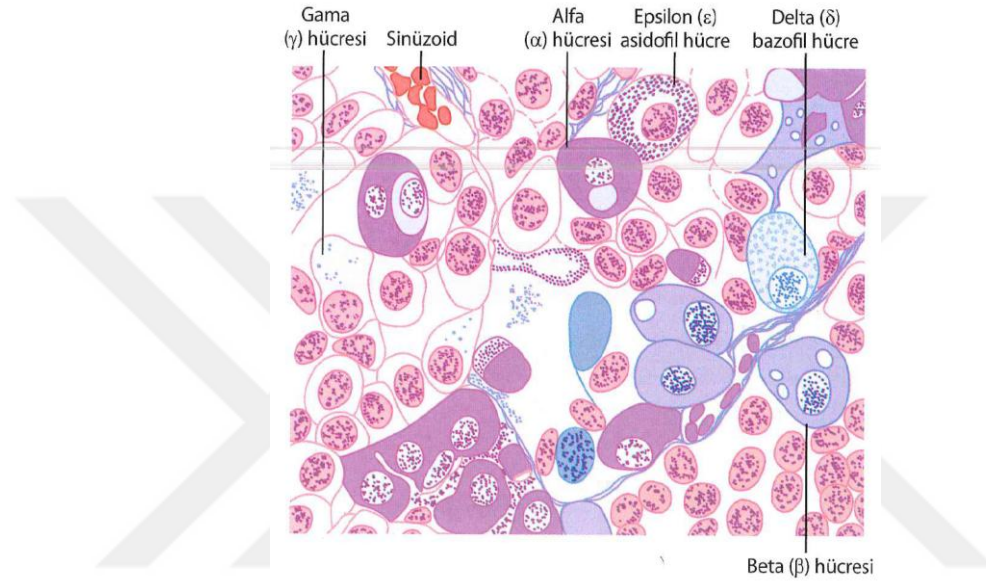 Gama
(γ) hücresi
Sinüzoid
Alfa
(α) hücresi
Epsilon (ε)
asidofil hücre
Delta (δ)
bazofil hücre
Beta (β) hücresi